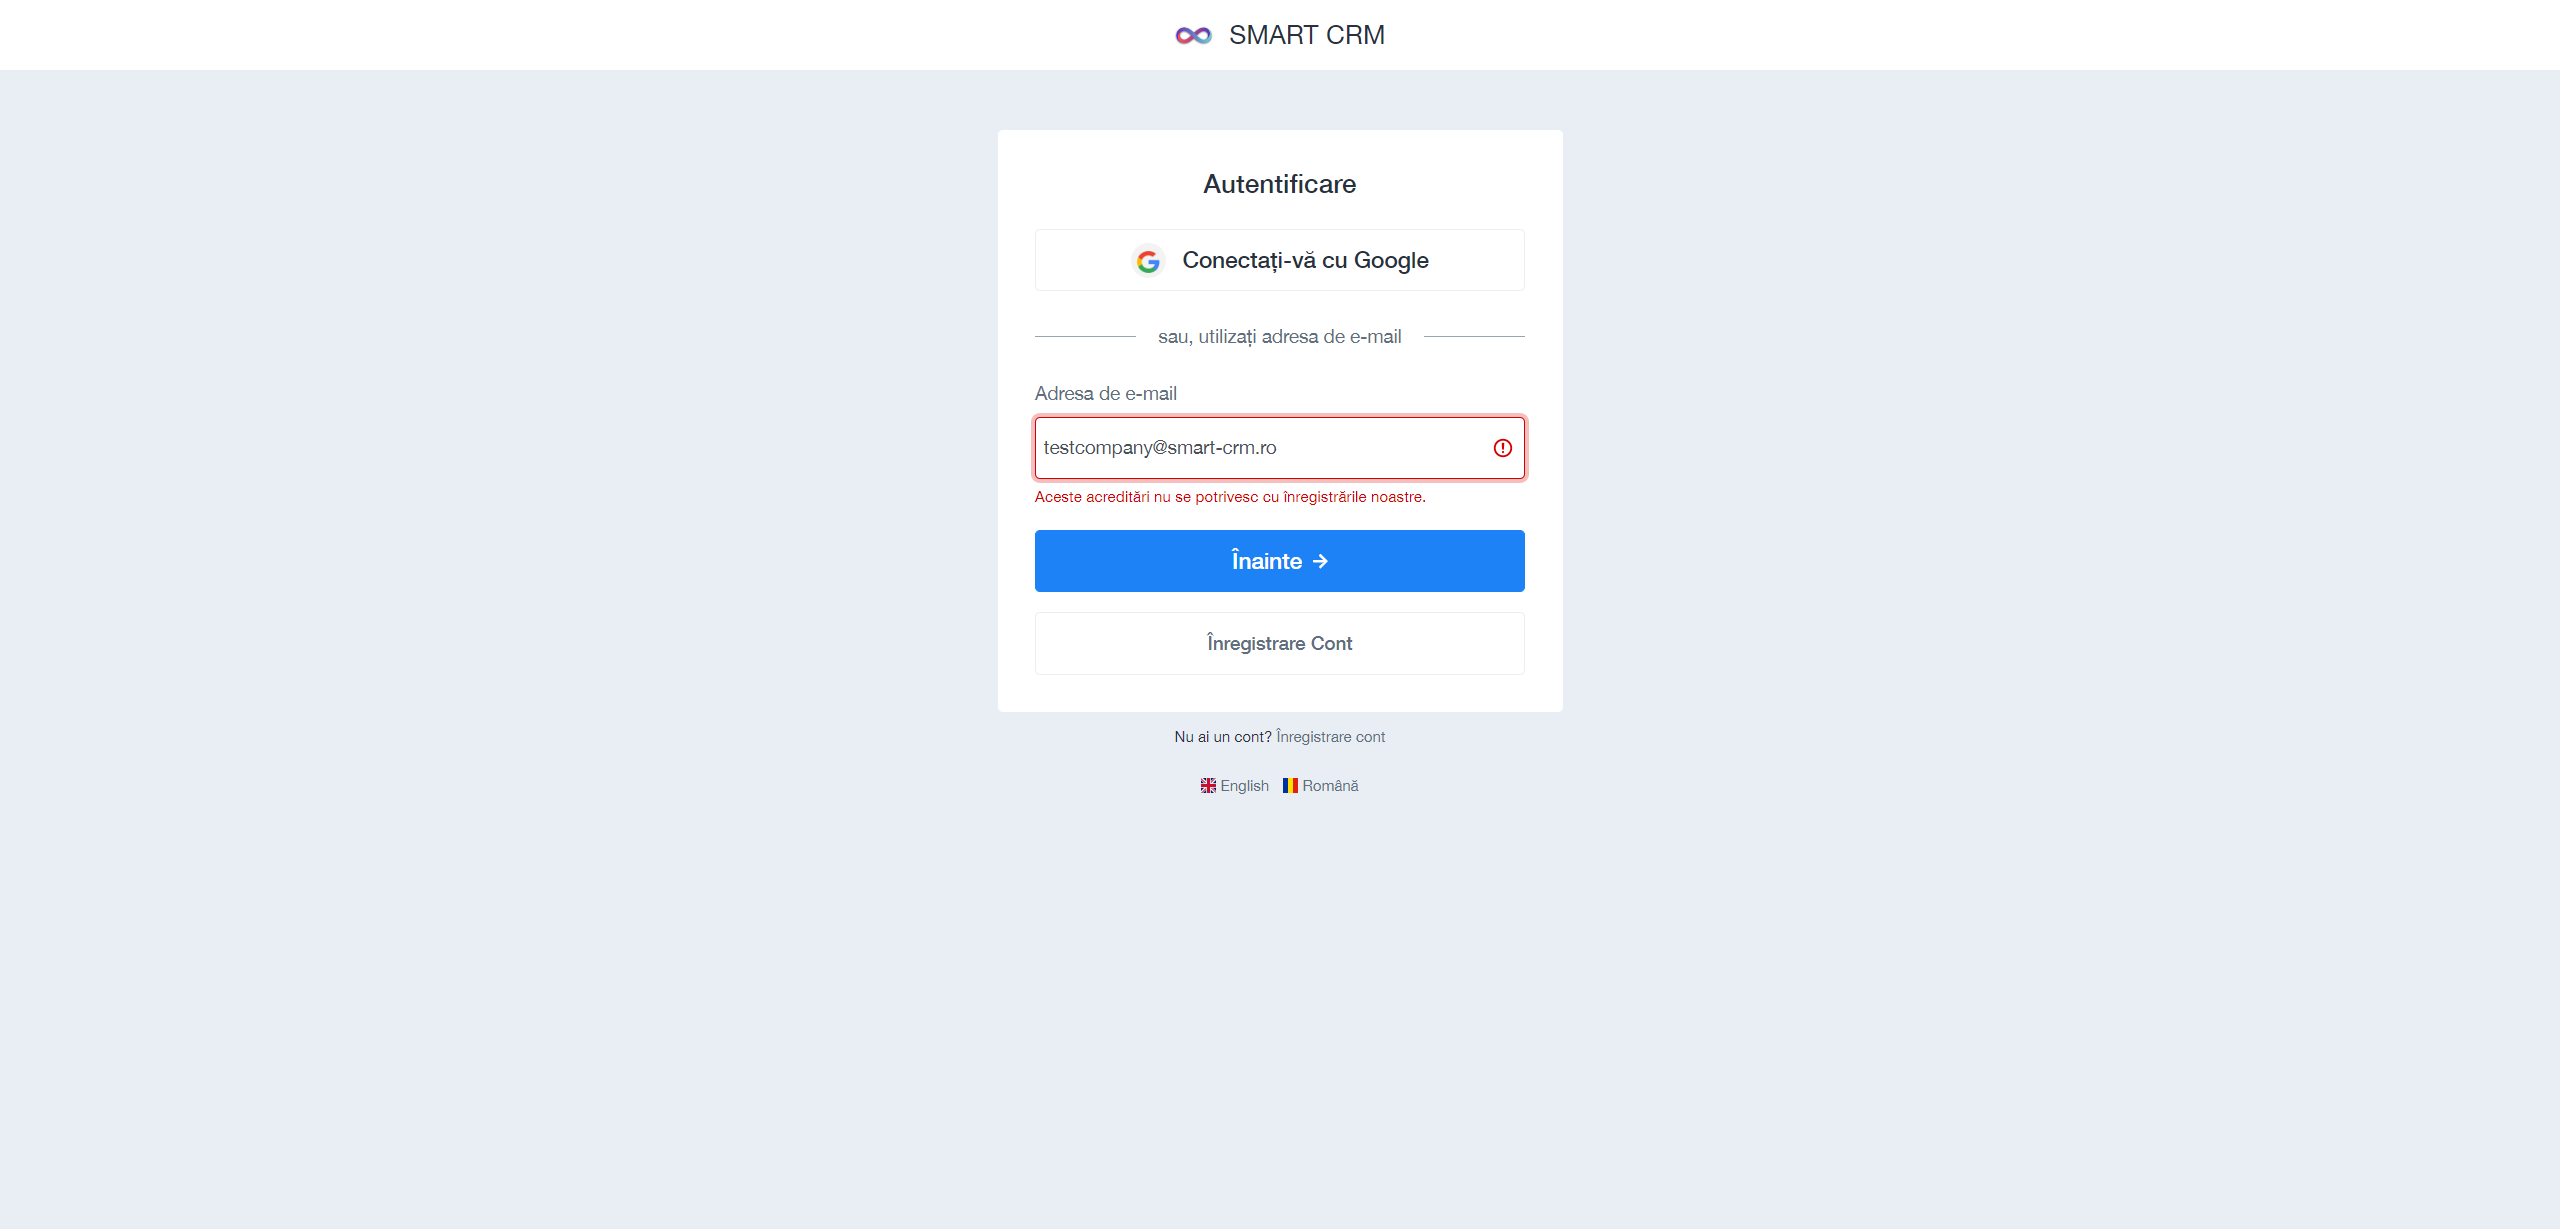 SMART CRM
Autentificare
Conectați-vă cu Google
sau, utilizați adresa de e-mail
Adresa de e-mail
testcompany@smart-crm.ro
Aceste acreditări nu se potrivesc cu înregistrările noastre.
Înainte →
Înregistrare Cont
Nu ai un cont? Înregistrare cont
English Română